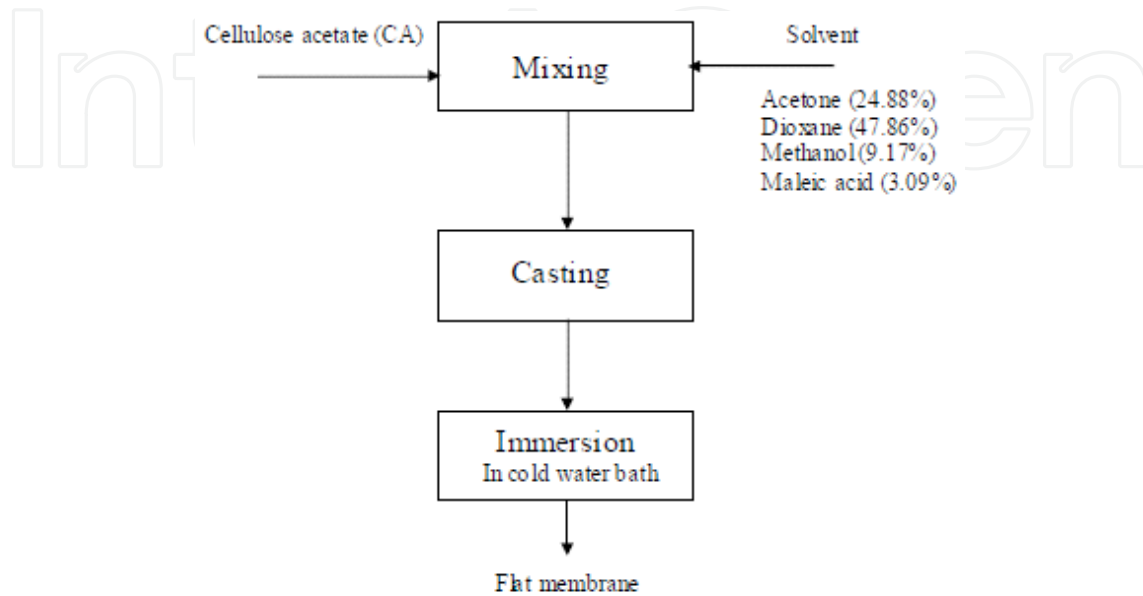 Cellulose acetate (CA)
Solvent
Mixing
Acetone (24.88%)
Dioxane (47.86%)
Methanol (9.17%)
Maleic acid (3.09%)
Casting
Immersion
In cold water bath
Flat membrane